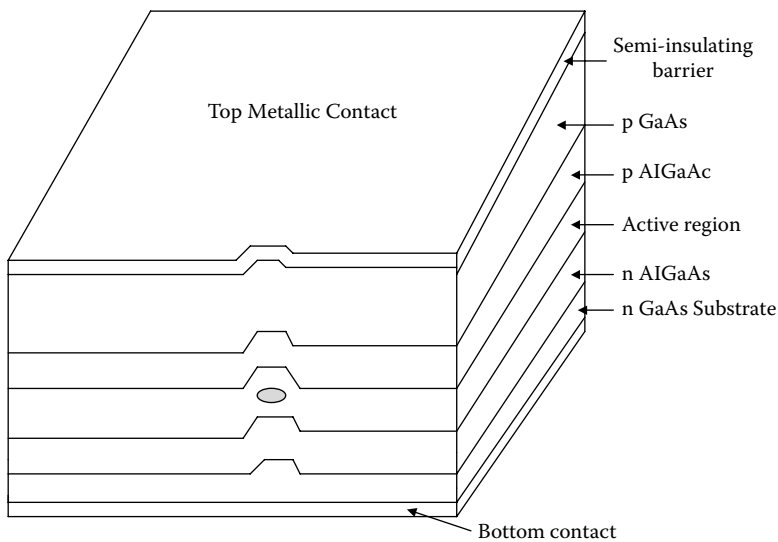 Semi-insulating
barrier
Top Metallic Contact
p GaAs
p AIGaAc
Active region
n AIGaAs
n GaAs Substrate
Bottom contact